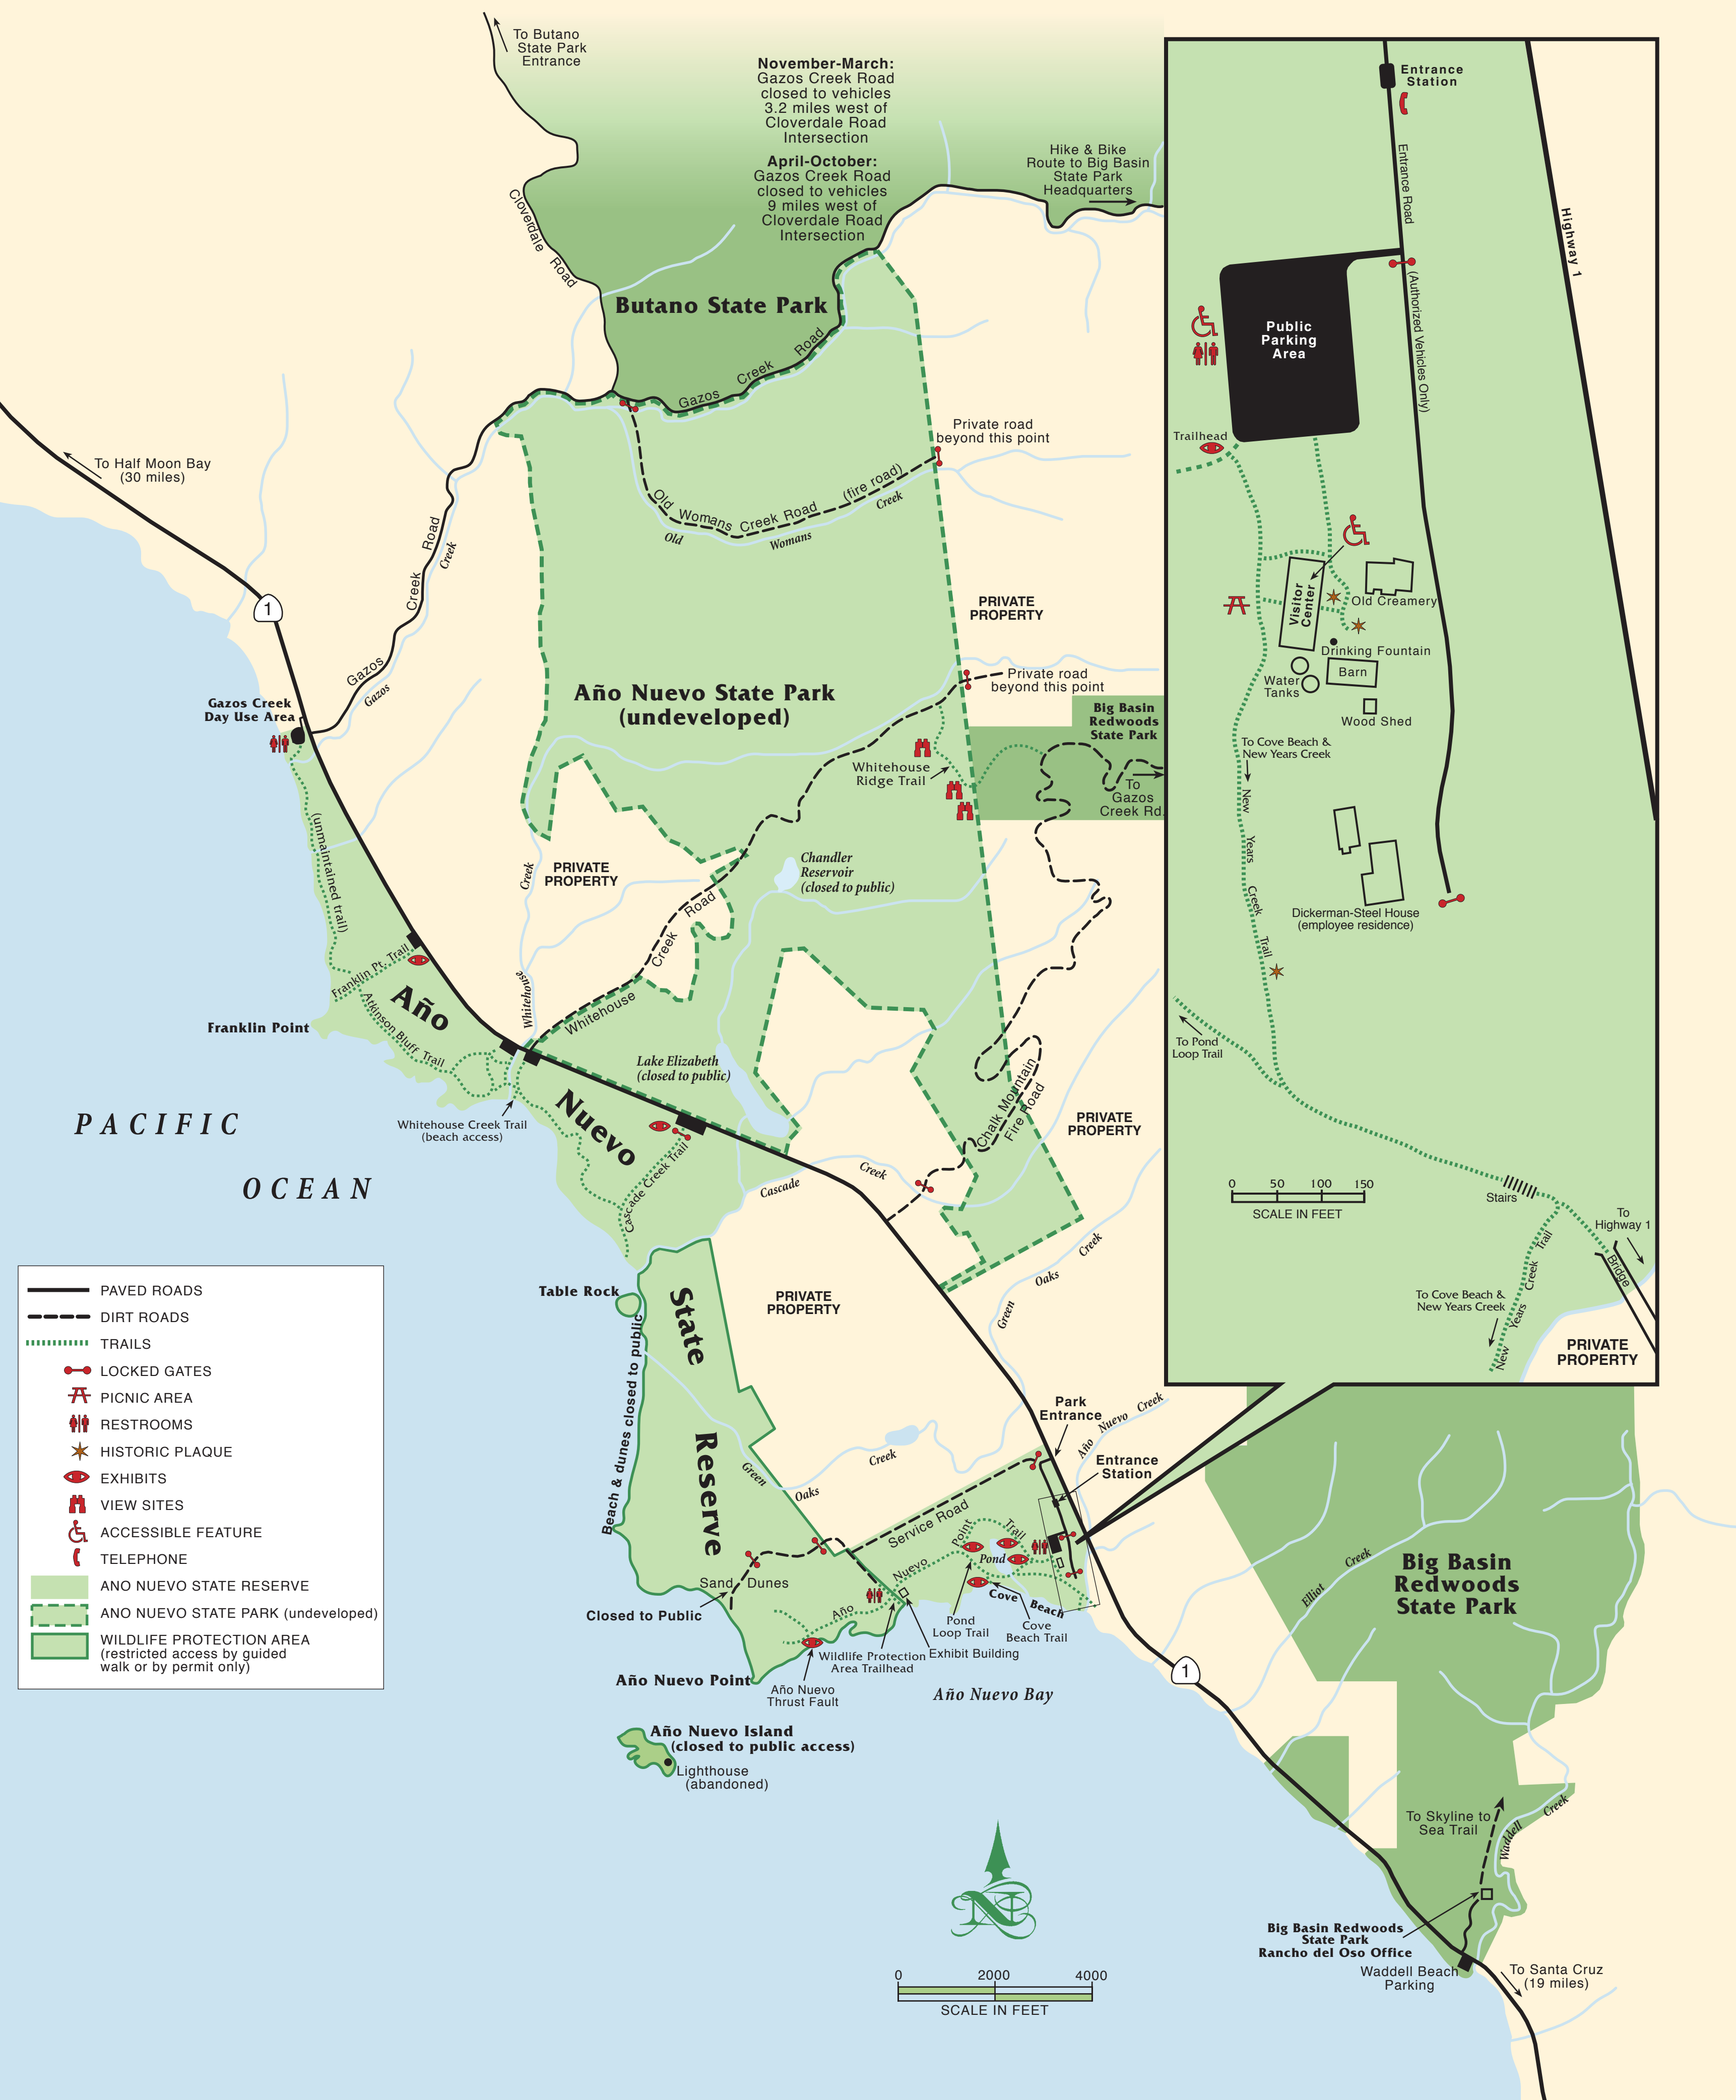 To Butano
State Park
Entrance
November-March:
Gazos Creek Road
closed to vehicles
3.2 miles west of
Cloverdale Road
Intersection
April-October:
Gazos Creek Road
closed to vehicles
9 miles west of
Cloverdale Road
Intersection
Hike & Bike
Route to Big Basin
State Park
Headquarters
Cloverdale Road
Butano State Park
Gazos Creek Road
To Half Moon Bay
(30 miles)
1
Gazos Creek Road
Gazos Creek
Private road
beyond this point
Old Womans Creek Road (fire road)
Old Womans Creek
PRIVATE
PROPERTY
Año Nuevo State Park
(undeveloped)
Private road
beyond this point
Big Basin
Redwoods
State Park
Gazos Creek
Day Use Area
Whitehouse
Ridge Trail
To
Gazos
Creek Rd.
(unmaintained trail)
PRIVATE
PROPERTY
Chandler
Reservoir
(closed to public)
Whitehouse Creek
Whitehouse Creek Road
Franklin Pt. Trail
Franklin Point
Atkinson Bluff Trail
Año
Nuevo
State
Reserve
Lake Elizabeth
(closed to public)
Whitehouse Creek Trail
(beach access)
Cascade Creek Trail
Cascade Creek
Chalk Mountain
Fire Road
PRIVATE
PROPERTY
PACIFIC
OCEAN
Table Rock
PRIVATE
PROPERTY
Green Oaks Creek
Beach & dunes closed to public
Green Oaks Creek
Park
Entrance
Año Nuevo Creek
Entrance
Station
Service Road
Sand Dunes
Closed to Public
Año Nuevo Point Trail
Pond
Cove Beach
Pond
Loop Trail
Cove
Beach Trail
Wildlife Protection
Area Trailhead
Exhibit Building
Año Nuevo Point
Año Nuevo
Thrust Fault
Año Nuevo Bay
Año Nuevo Island
(closed to public access)
Lighthouse
(abandoned)
PAVED ROADS
DIRT ROADS
TRAILS
LOCKED GATES
PICNIC AREA
RESTROOMS
HISTORIC PLAQUE
EXHIBITS
VIEW SITES
ACCESSIBLE FEATURE
TELEPHONE
ANO NUEVO STATE RESERVE
ANO NUEVO STATE PARK (undeveloped)
WILDLIFE PROTECTION AREA
(restricted access by guided
walk or by permit only)
N
0 2000 4000
SCALE IN FEET
Entrance
Station
Entrance Road
Highway 1
(Authorized Vehicles Only)
Public
Parking
Area
Trailhead
Visitor
Center
Old Creamery
Drinking Fountain
Water
Tanks
Barn
Wood Shed
To Cove Beach &
New Years Creek
New Years Creek Trail
Dickerman-Steel House
(employee residence)
To Pond
Loop Trail
0 50 100 150
SCALE IN FEET
Stairs
To
Highway 1
Bridge
To Cove Beach &
New Years Creek
New Years Creek Trail
PRIVATE
PROPERTY
Elliot Creek
Big Basin
Redwoods
State Park
1
To Skyline to
Sea Trail
Waddell Creek
Big Basin Redwoods
State Park
Rancho del Oso Office
Waddell Beach
Parking
To Santa Cruz
(19 miles)